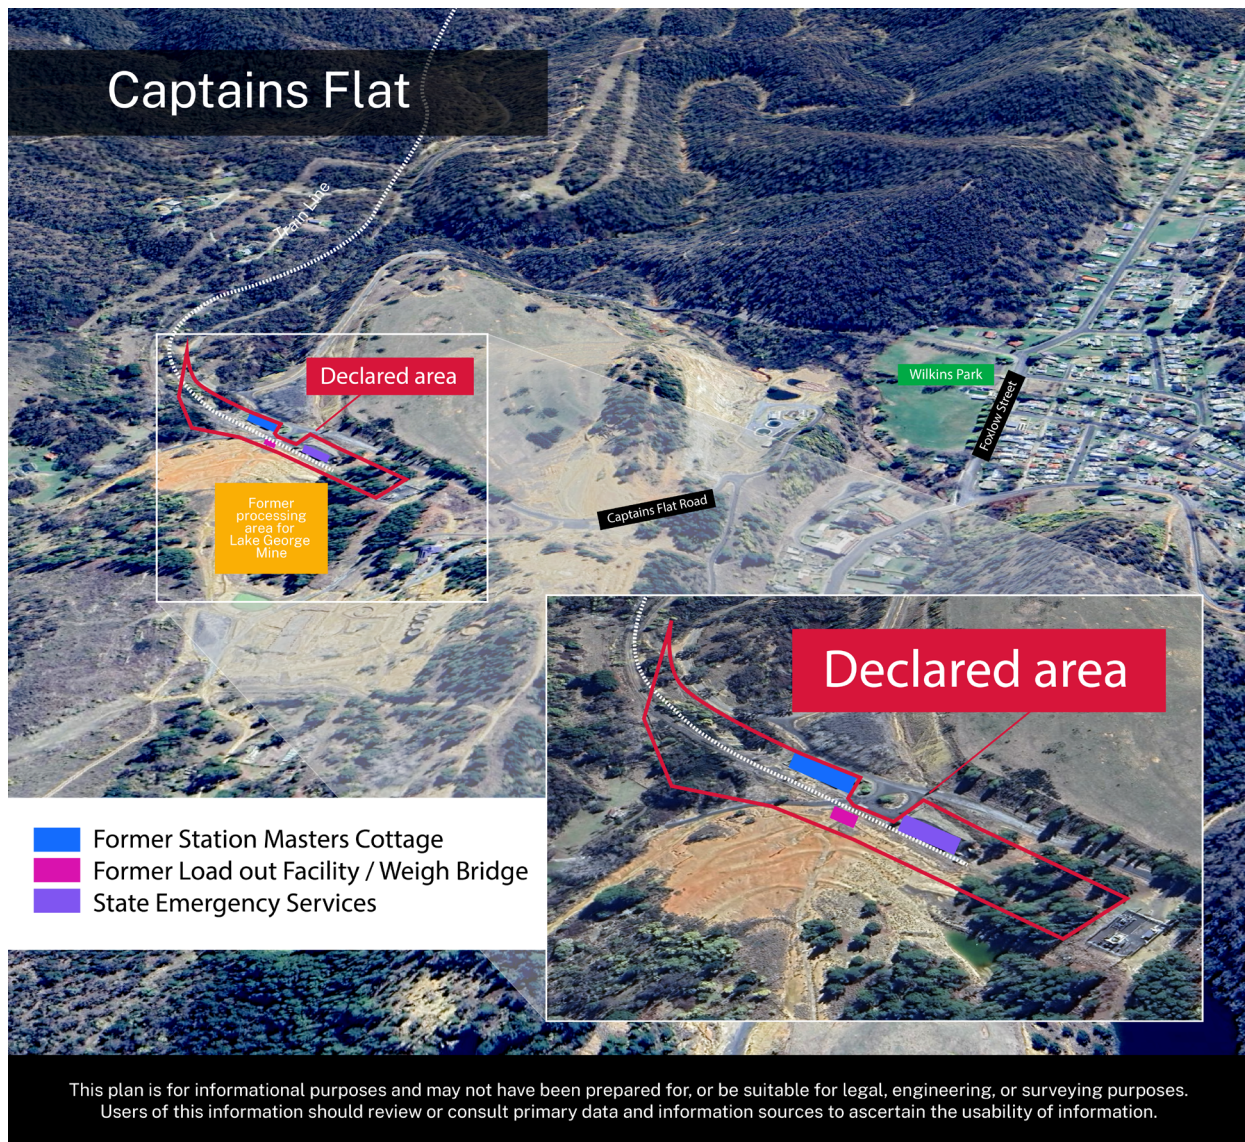 Captains Flat
Train Line
Declared area
Wilkins Park
Foxlow Street
Former
processing
area for
Lake George
Mine
Captains Flat Road
Declared area
Former Station Masters Cottage
Former Load out Facility / Weigh Bridge
State Emergency Services
This plan is for informational purposes and may not have been prepared for, or be suitable for legal, engineering, or surveying purposes.
Users of this information should review or consult primary data and information sources to ascertain the usability of information.